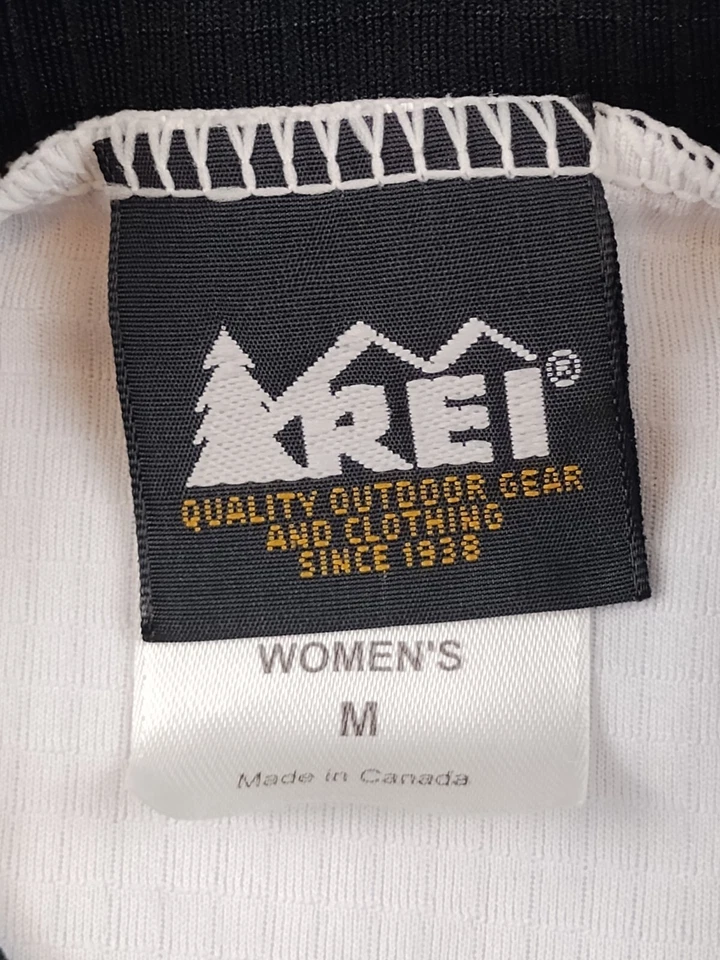 REI®
QUALITY OUTDOOR GEAR
AND CLOTHING
SINCE 1938
WOMEN'S
M
Made in Canada